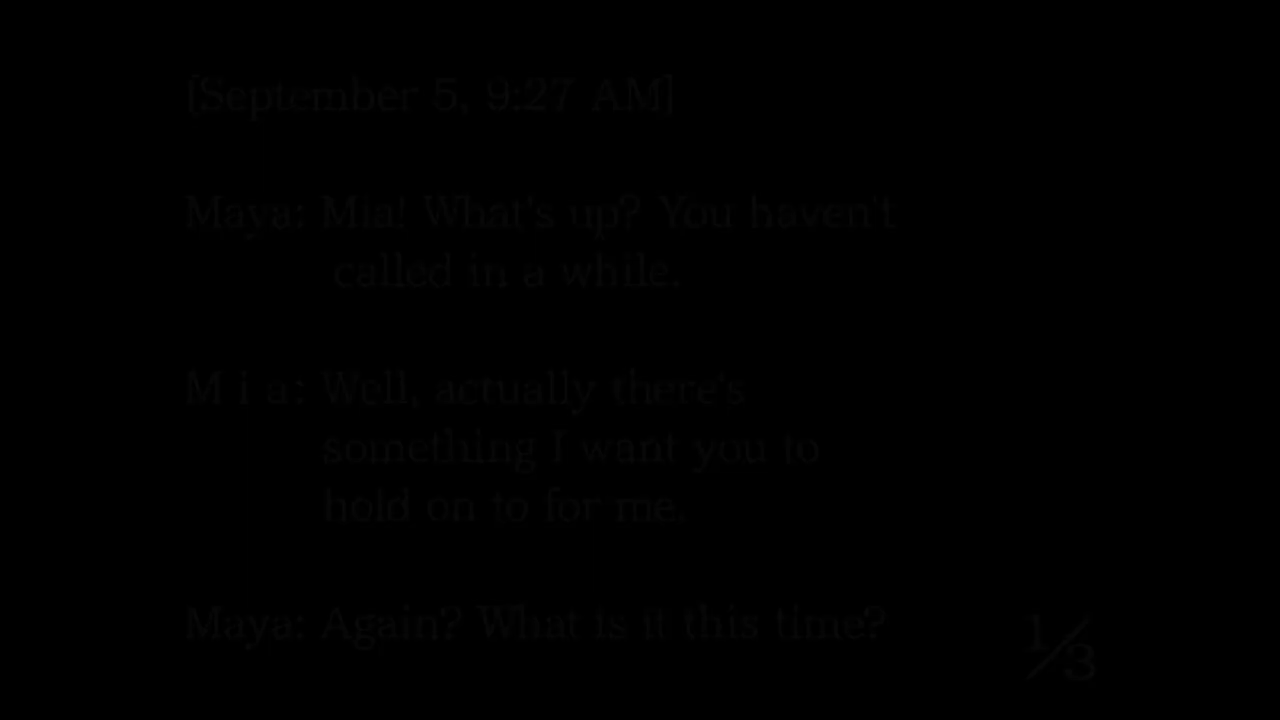 [September 5, 9:27 AM]
Maya: Mia! What's up? You haven't
called in a while.
M i a: Well, actually there's
something I want you to
hold on to for me.
Maya: Again? What is it this time?
1/3